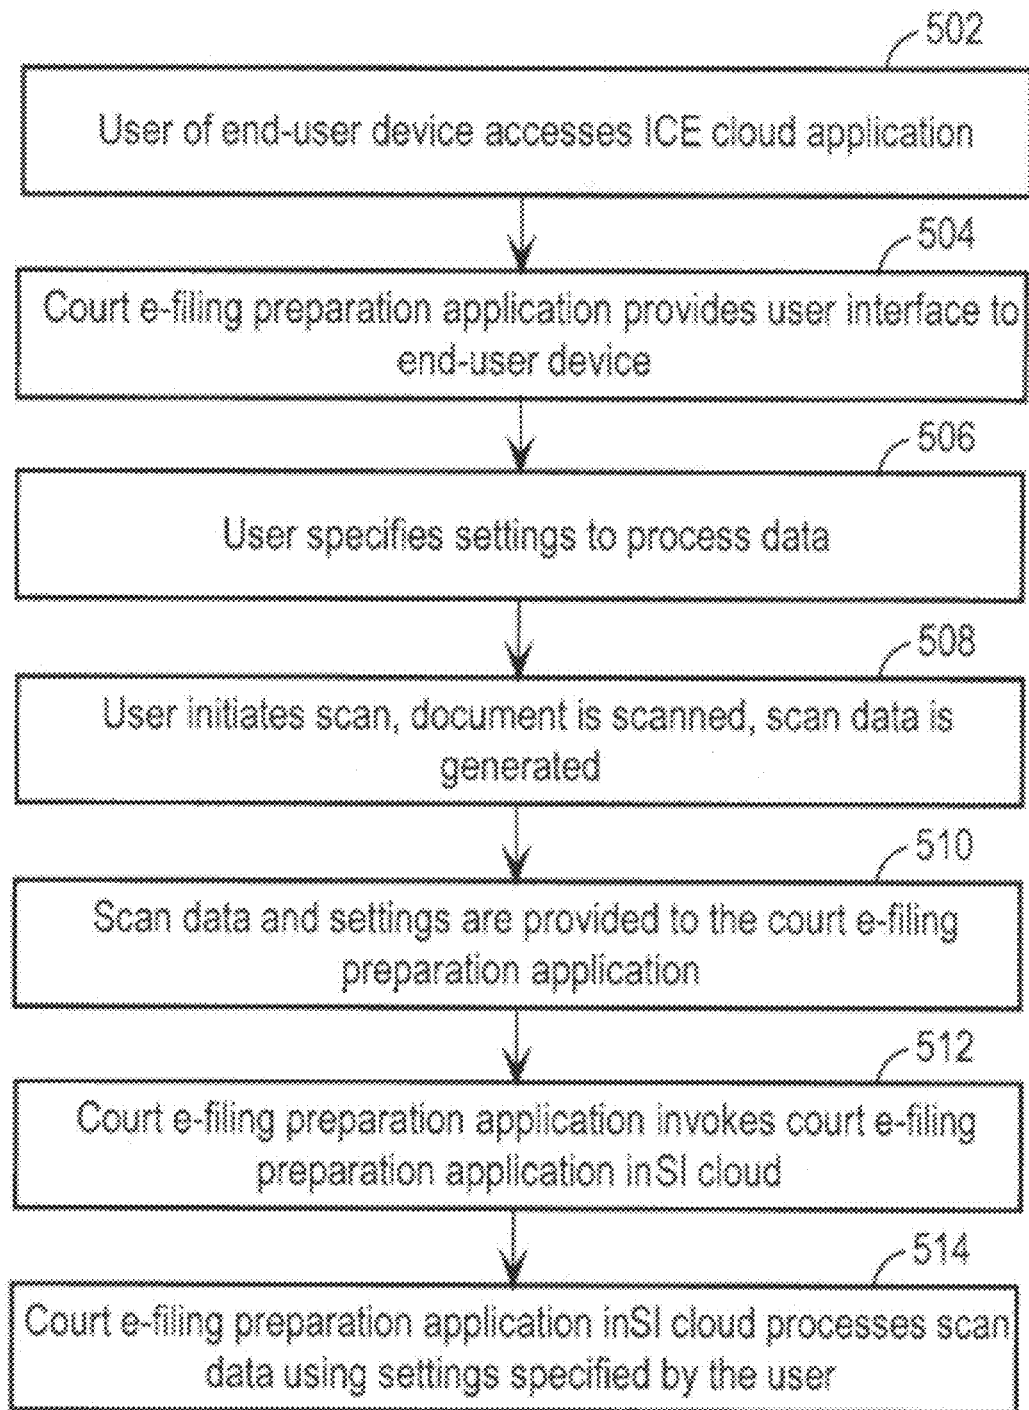 502
User of end-user device accesses ICE cloud application
504
Court e-filing preparation application provides user interface to
end-user device
506
User specifies settings to process data
508
User initiates scan, document is scanned, scan data is
generated
510
Scan data and settings are provided to the court e-filing
preparation application
512
Court e-filing preparation application invokes court e-filing
preparation application inSI cloud
514
Court e-filing preparation application inSI cloud processes scan
data using settings specified by the user